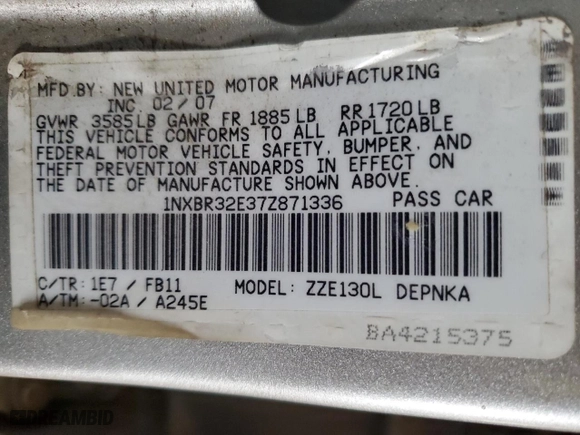 MFD.BY: NEW UNITED MOTOR MANUFACTURING
INC. 02/07
GVWR 3585LB GAWR FR 1885LB RR1720LB
THIS VEHICLE CONFORMS TO ALL APPLICABLE
FEDERAL MOTOR VEHICLE SAFETY, BUMPER, AND
THEFT PREVENTION STANDARDS IN EFFECT ON
THE DATE OF MANUFACTURE SHOWN ABOVE.
1NXBR32E37Z871336 PASS CAR
C/TR: 1E7 / FB11 MODEL: ZZE130L DEPNKA
A/TM:-02A / A245E
BA4215375
DREAMBID